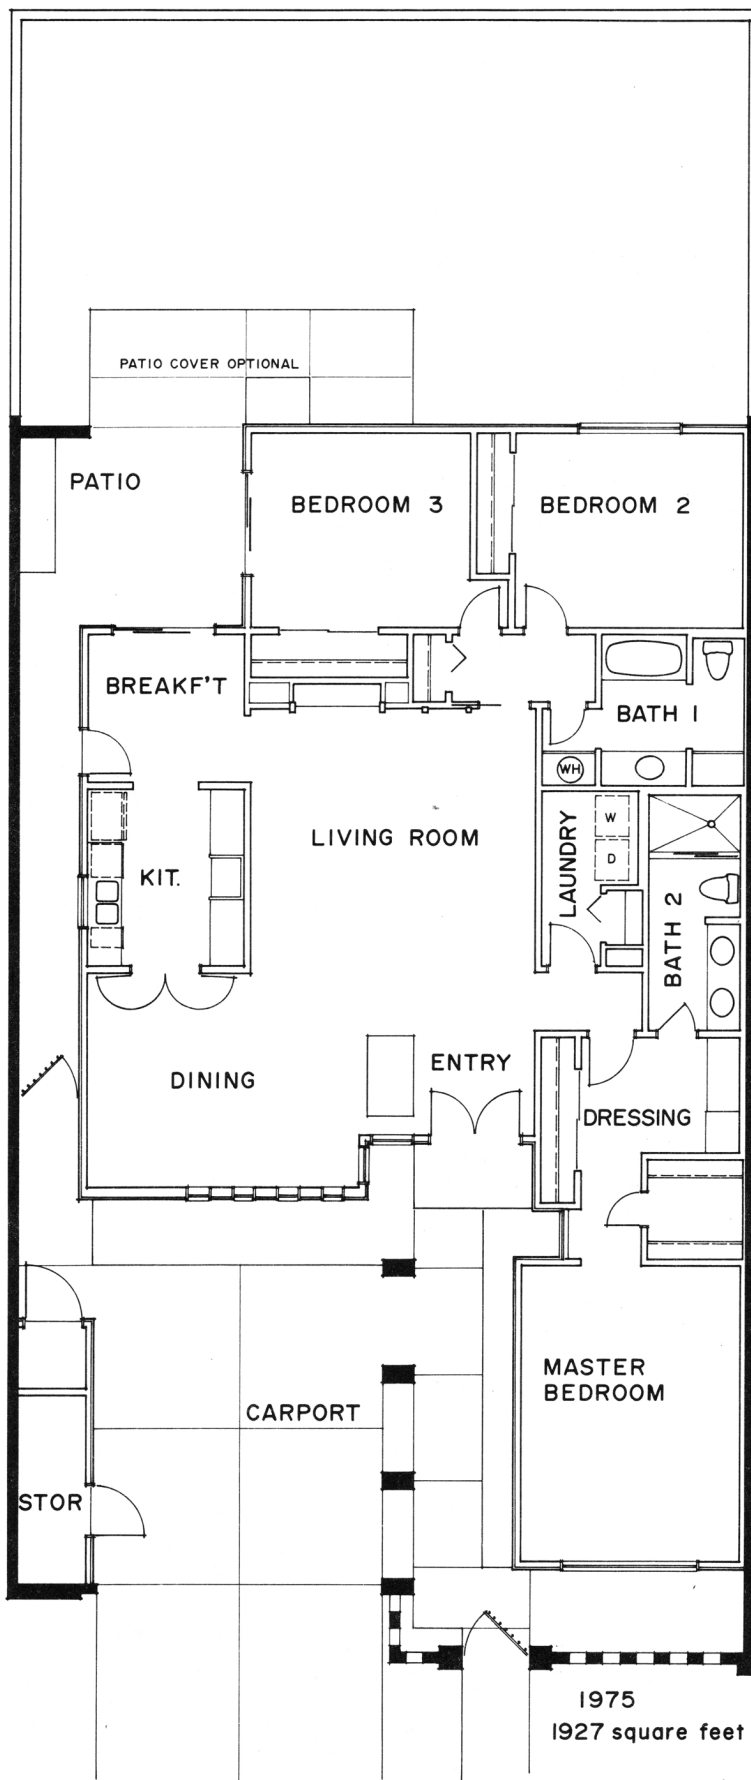 PATIO COVER OPTIONAL
PATIO
BEDROOM 3
BEDROOM 2
BREAKF'T
BATH 1
WH
LIVING ROOM
W
KIT.
D
LAUNDRY
BATH 2
ENTRY
DINING
DRESSING
MASTER
BEDROOM
CARPORT
STOR
1975
1927 square feet